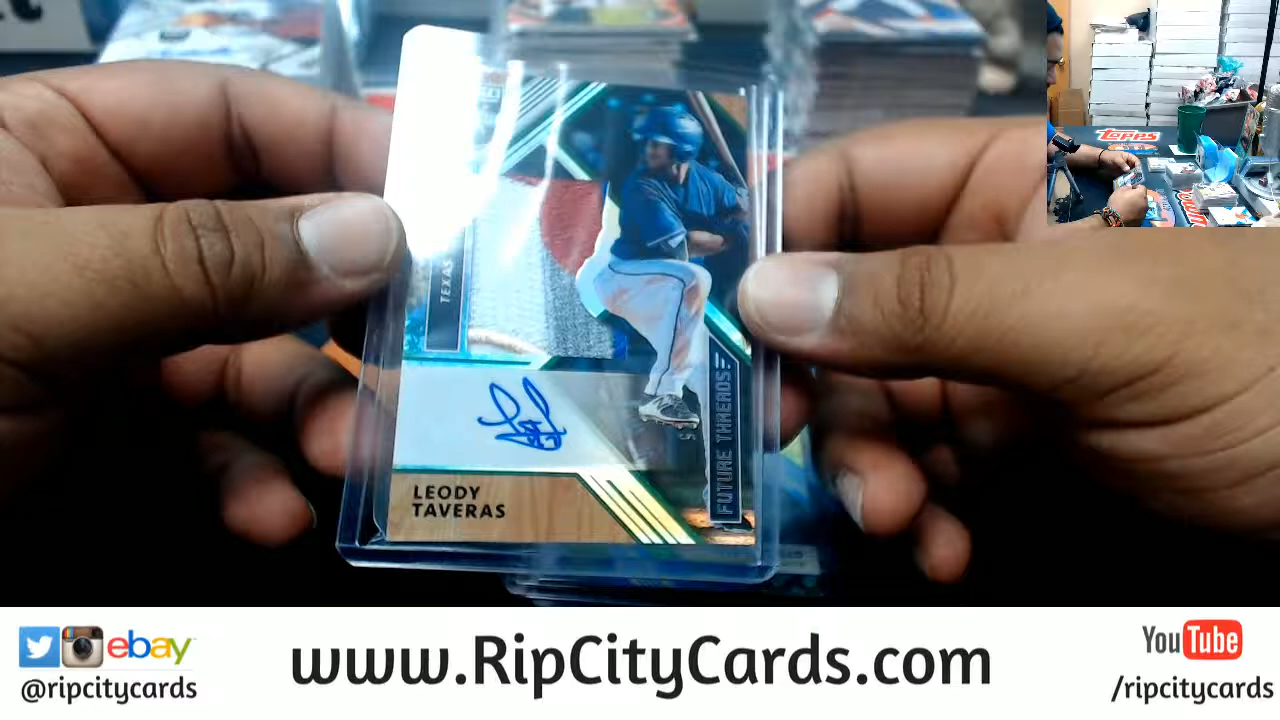 TOPPS
TEXAS
FUTURE THREADS
LEODY
TAVERAS
ebay
@ripcitycards
www.RipCityCards.com
YouTube
/ripcitycards